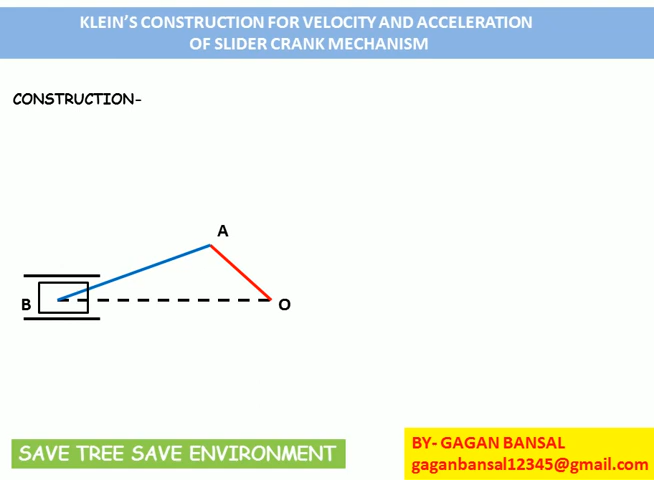 KLEIN'S CONSTRUCTION FOR VELOCITY AND ACCELERATION
OF SLIDER CRANK MECHANISM
CONSTRUCTION-
A
B
O
SAVE TREE SAVE ENVIRONMENT
BY- GAGAN BANSAL
gaganbansal12345@gmail.com